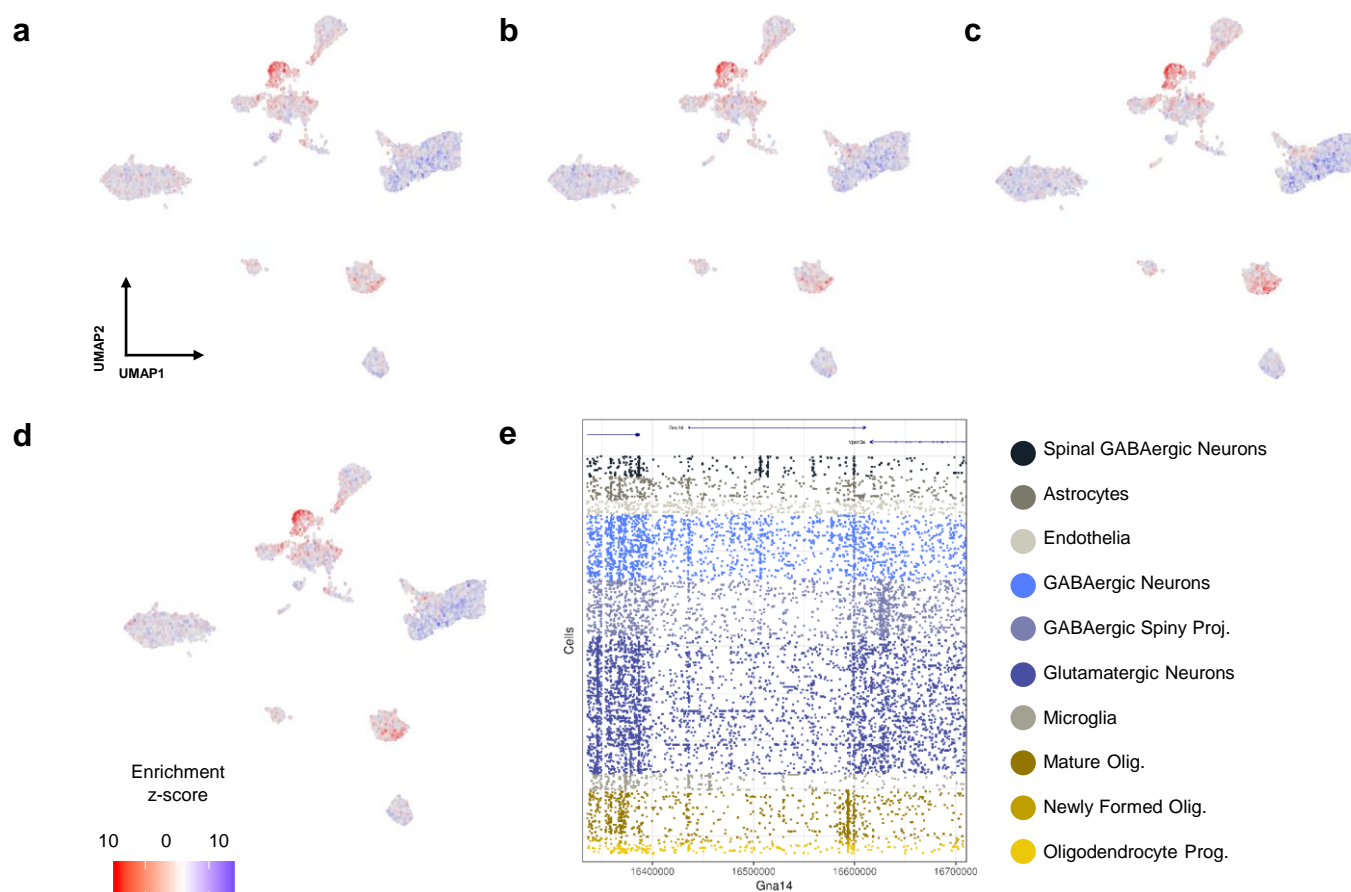 a
b
c
UMAP2
UMAP1
d
e
Vps13a
Spinal GABAergic Neurons
Astrocytes
Endothelia
GABAergic Neurons
GABAergic Spiny Proj.
Glutamatergic Neurons
Microglia
Mature Olig.
Newly Formed Olig.
Oligodendrocyte Prog.
Cells
16400000 16500000 16600000 16700000
Gna14
Enrichment
z-score
10 0 10